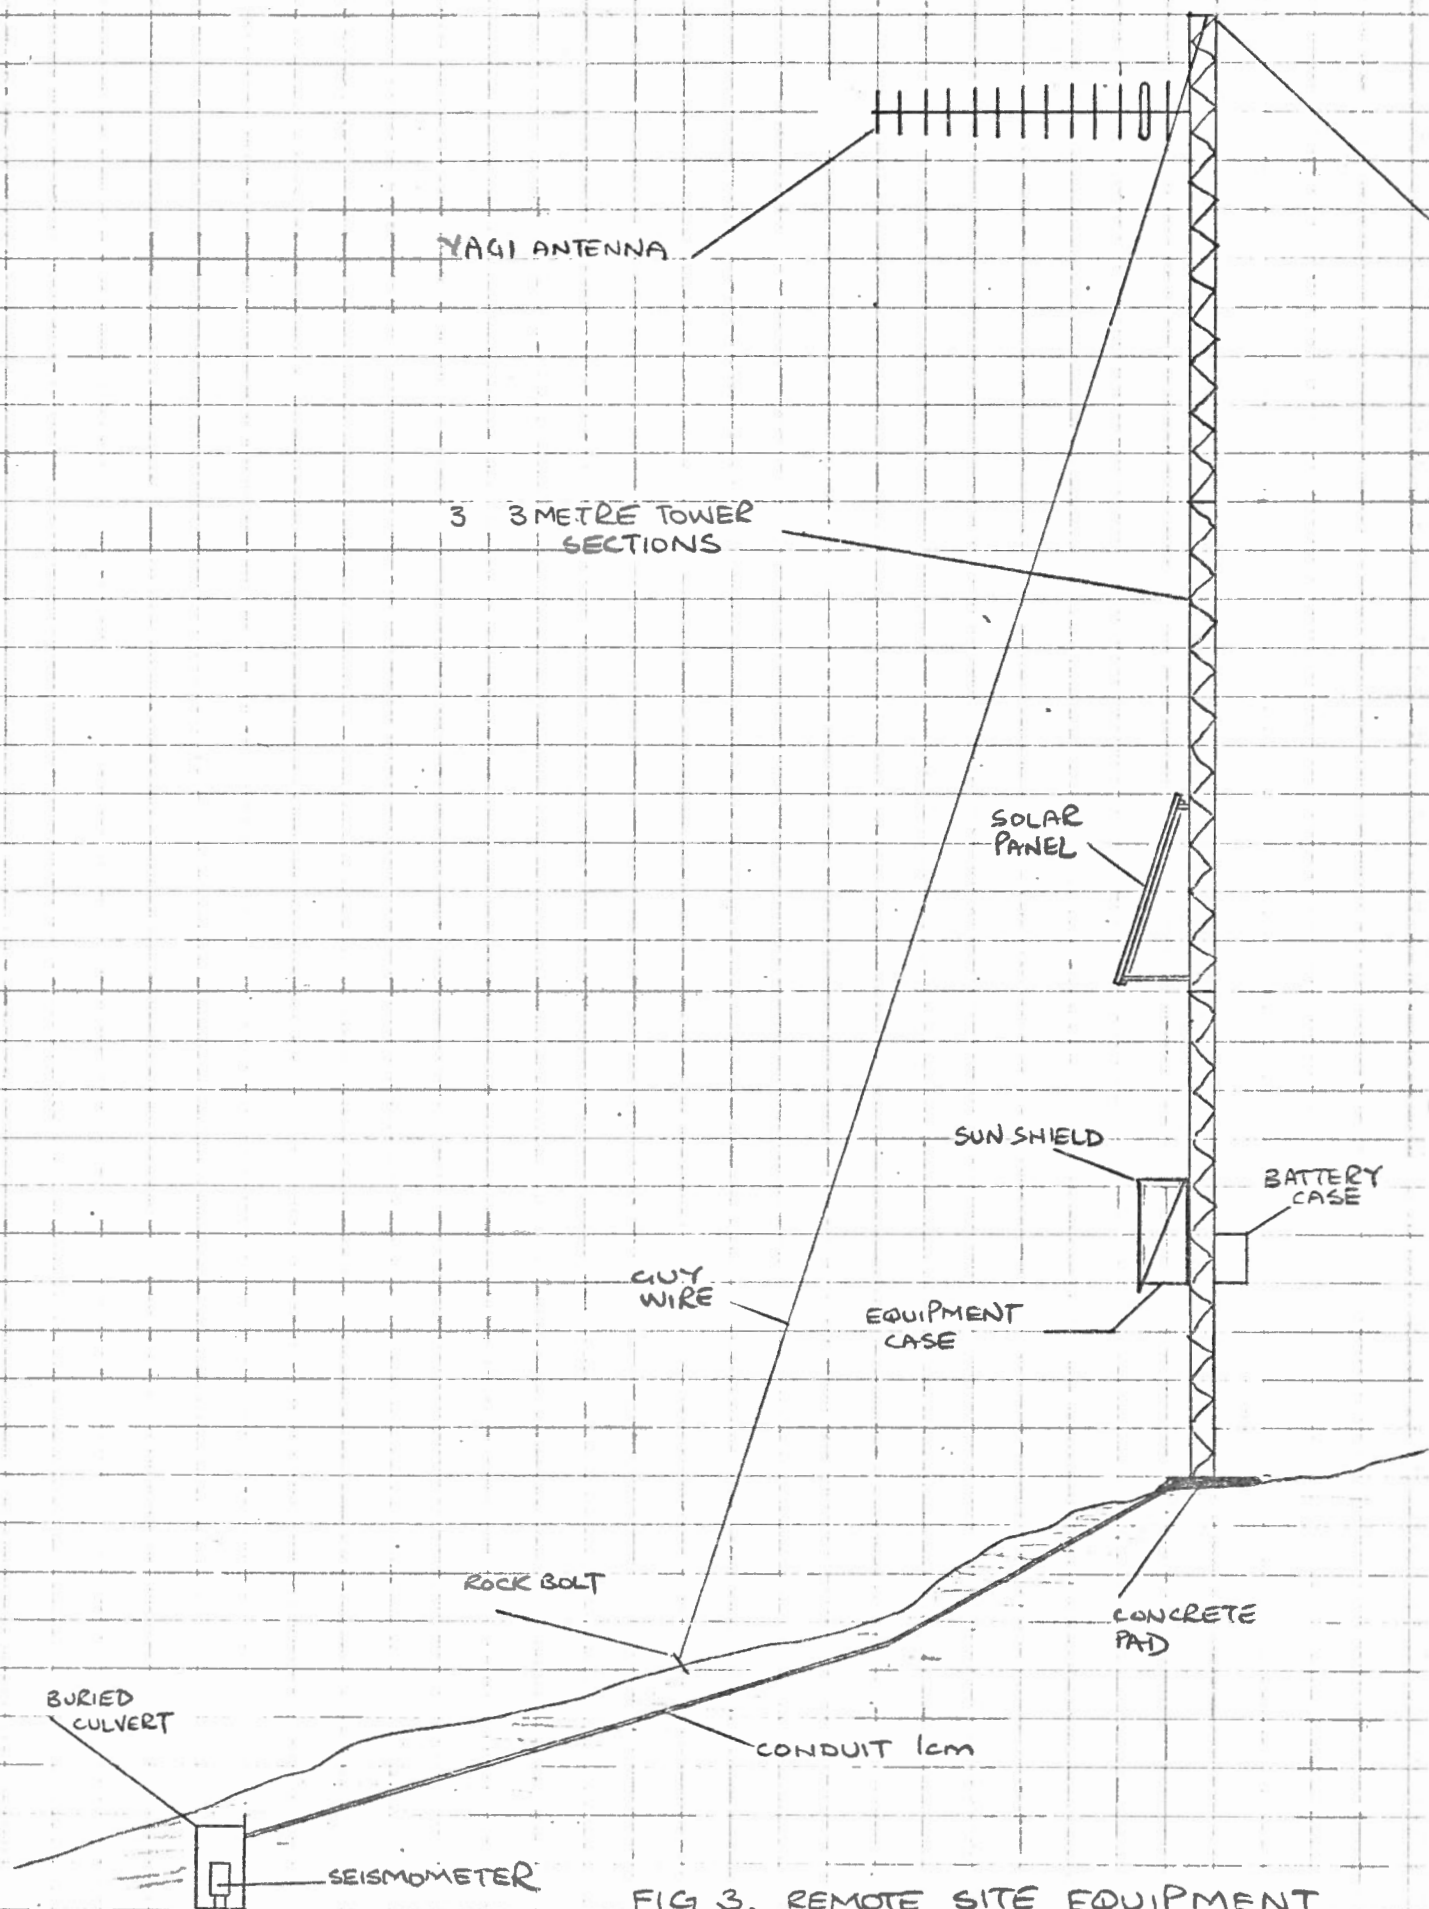 YAGI ANTENNA
3 3 METRE TOWER
SECTIONS
SOLAR
PANEL
SUN SHIELD
BATTERY
CASE
GUY
WIRE
EQUIPMENT
CASE
ROCK BOLT
CONCRETE
PAD
BURIED
CULVERT
CONDUIT 1cm
SEISMOMETER
FIG 3. REMOTE SITE EQUIPMENT